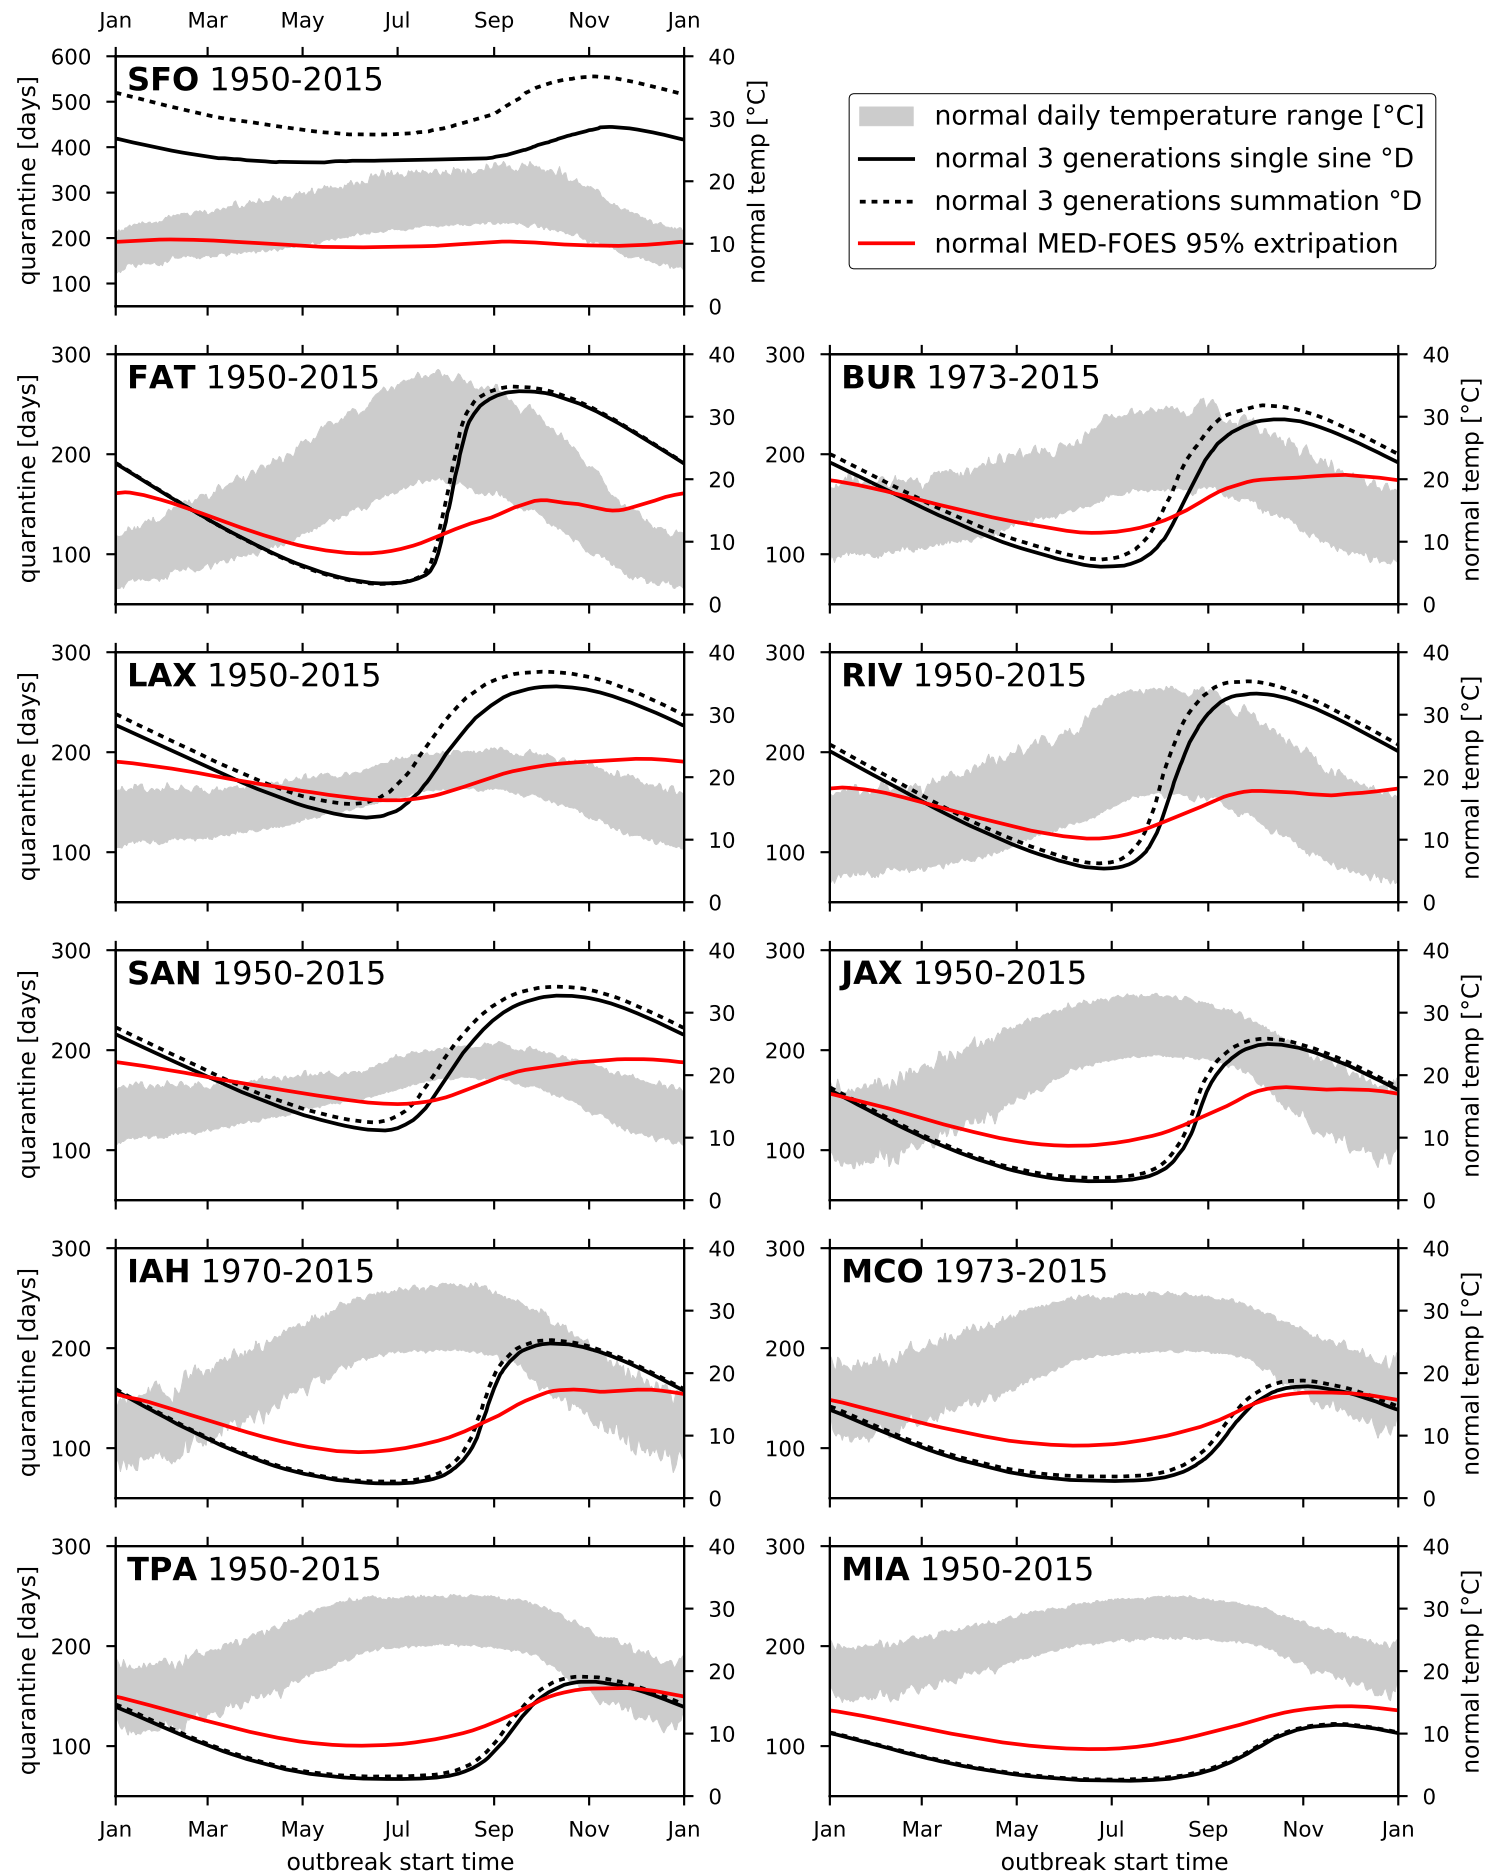 Jan Mar May Jul Sep Nov Jan
SFO 1950-2015
600
500
400
300
200
100
quarantine [days]
40
30
20
10
0
normal temp [°C]
normal daily temperature range [°C]
normal 3 generations single sine °D
normal 3 generations summation °D
normal MED-FOES 95% extripation
FAT 1950-2015
300
200
100
quarantine [days]
40
30
20
10
0
BUR 1973-2015
300
200
100
40
30
20
10
0
normal temp [°C]
LAX 1950-2015
300
200
100
quarantine [days]
40
30
20
10
0
RIV 1950-2015
300
200
100
40
30
20
10
0
normal temp [°C]
SAN 1950-2015
300
200
100
quarantine [days]
40
30
20
10
0
JAX 1950-2015
300
200
100
40
30
20
10
0
normal temp [°C]
IAH 1970-2015
300
200
100
quarantine [days]
40
30
20
10
0
MCO 1973-2015
300
200
100
40
30
20
10
0
normal temp [°C]
TPA 1950-2015
300
200
100
quarantine [days]
40
30
20
10
0
MIA 1950-2015
300
200
100
40
30
20
10
0
normal temp [°C]
Jan Mar May Jul Sep Nov Jan
outbreak start time
Jan Mar May Jul Sep Nov Jan
outbreak start time